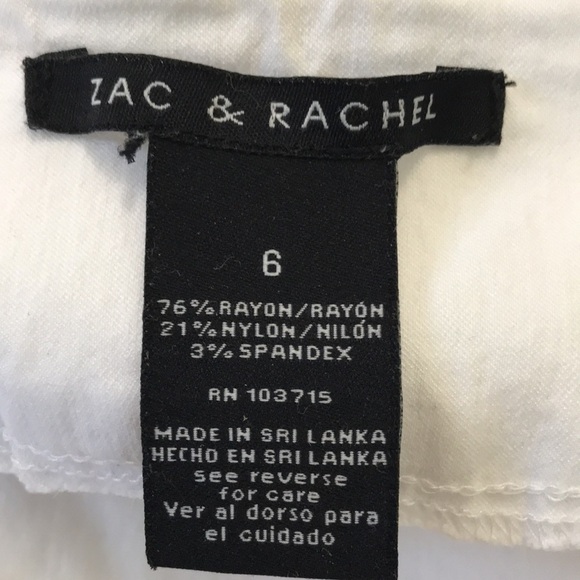 ZAC & RACHEL
6
76% RAYON/RAYÓN
21% NYLON/NILÓN
3% SPANDEX
RN 103715
MADE IN SRI LANKA
HECHO EN SRI LANKA
see reverse
for care
Ver al dorso para
el cuidado